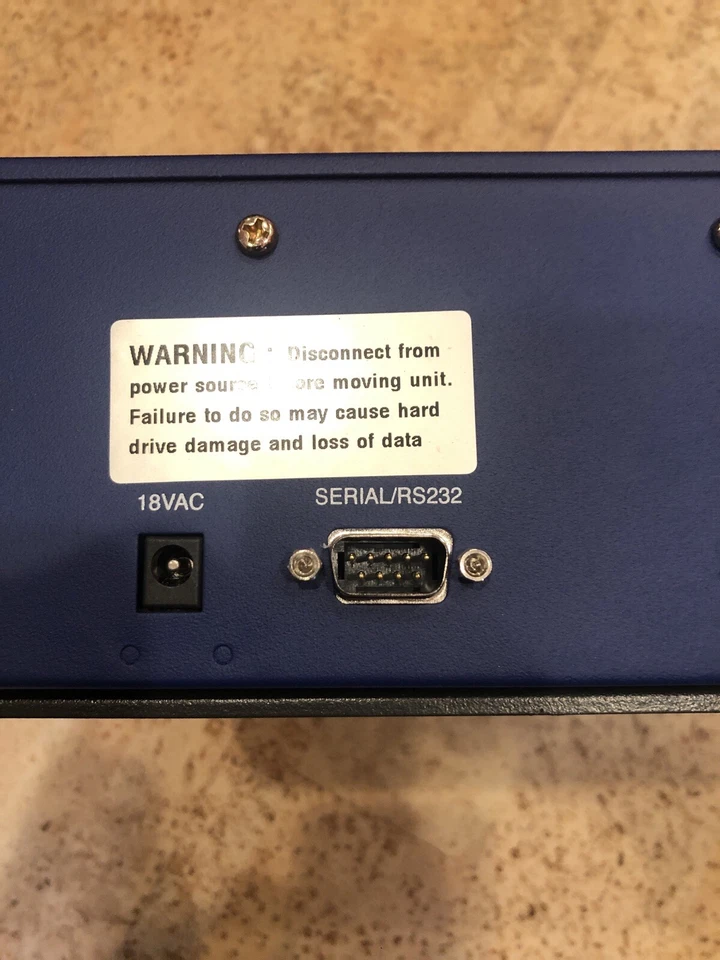 WARNING - Disconnect from
power source moving unit.
Failure to do so may cause hard
drive damage and loss of data
18VAC
SERIAL/RS232